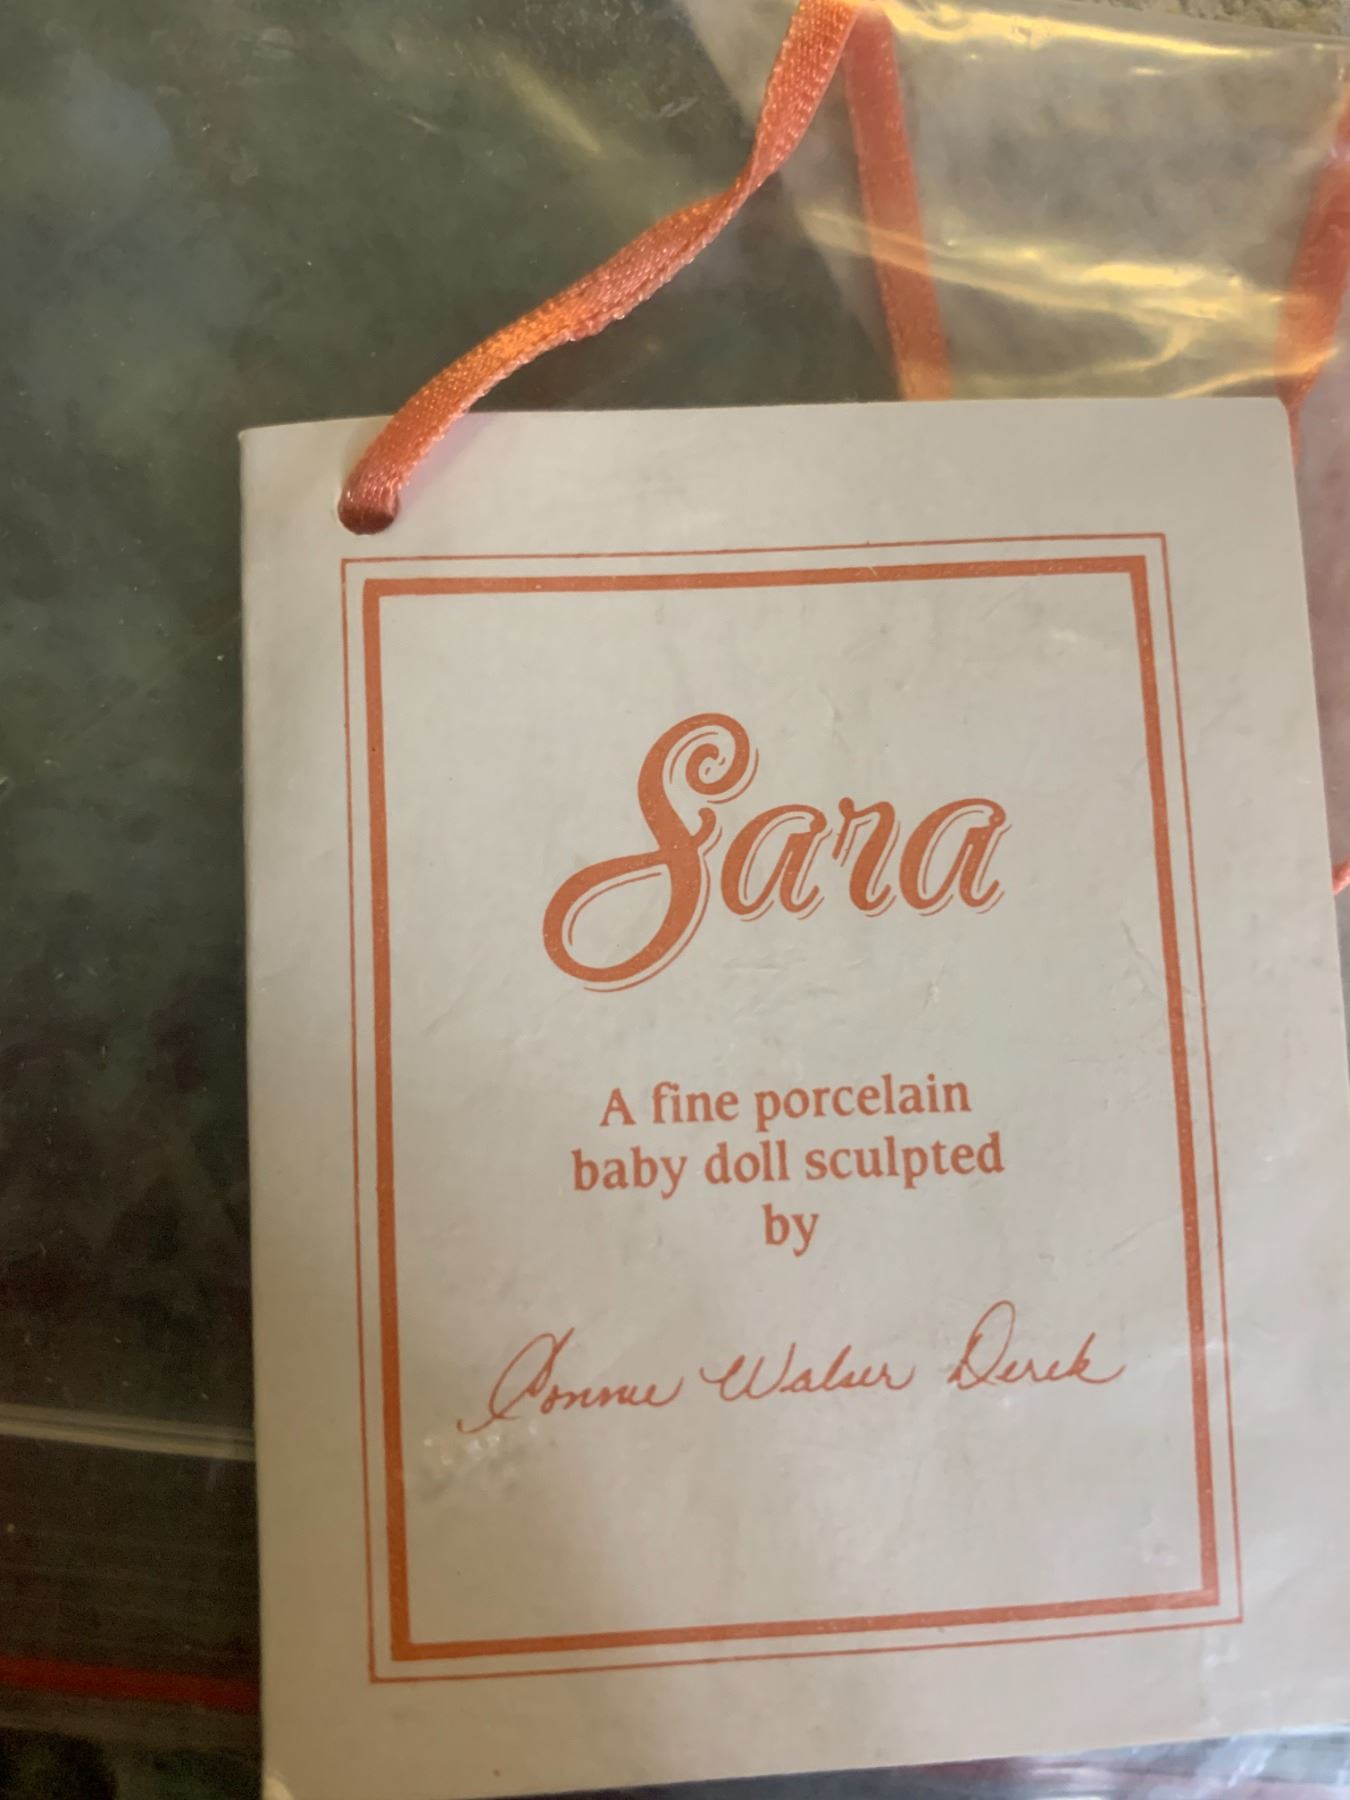 Sara
A fine porcelain
baby doll sculpted
by
Connie Walser Derek